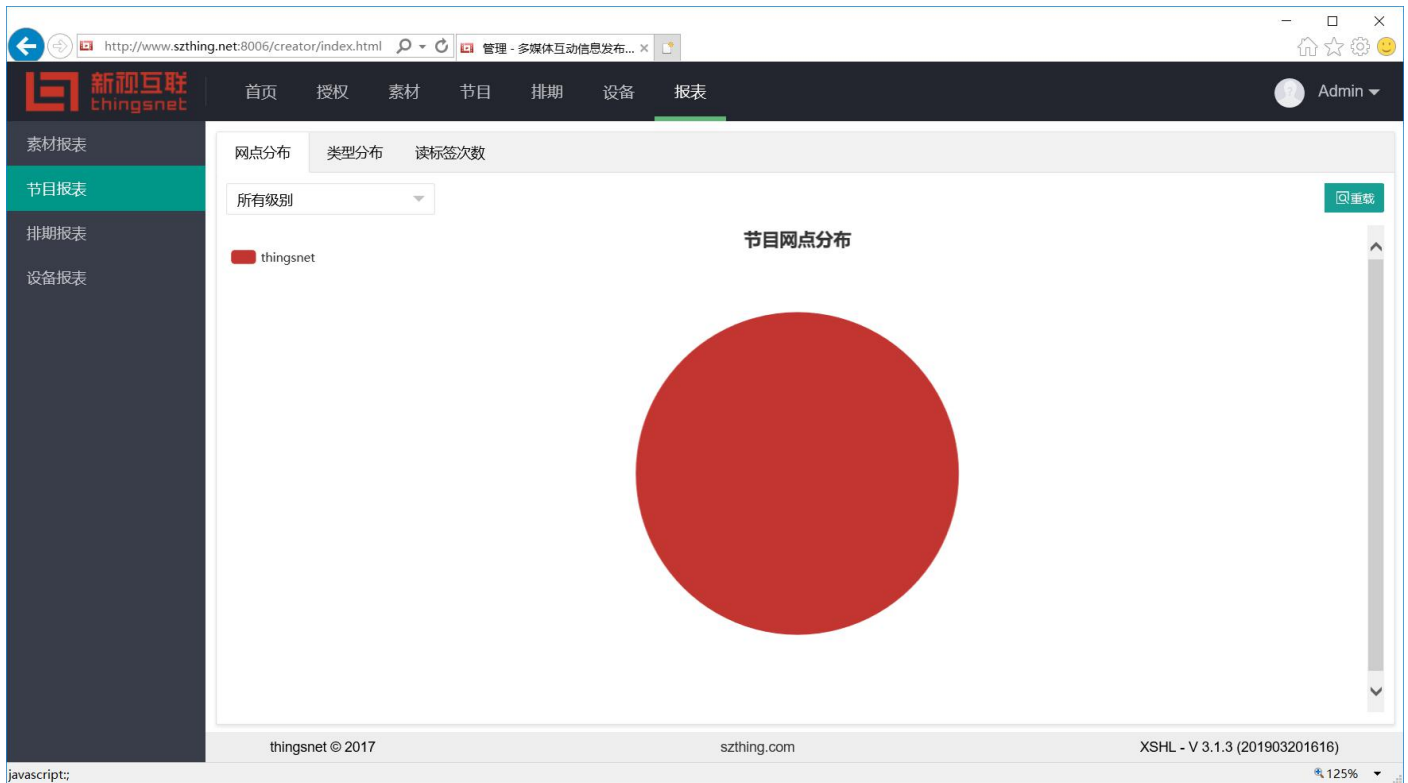 http://www.szthing.net:8006/creator/index.html
管理 - 多媒体互动信息发布...
新视互联
thingsnet
首页 授权 素材 节目 排期 设备 报表
Admin
素材报表
节目报表
排期报表
设备报表
网点分布 类型分布 读标签次数
所有级别
重载
节目网点分布
thingsnet
thingsnet © 2017
szthing.com
XSHL - V 3.1.3 (201903201616)
javascript:;
125%